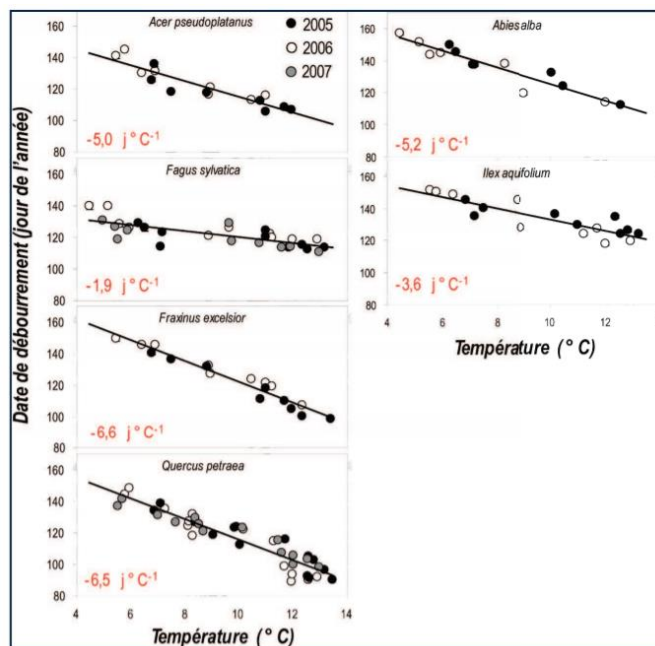 Date de débourrement (jour de l'année)
Acer pseudoplatanus
2005
2006
2007
160
140
120
100
80
-5,0 j°C-1
Fagus sylvatica
160
140
120
100
80
-1,9 j°C-1
Fraxinus excelsior
160
140
120
100
80
-6,6 j°C-1
Quercus petraea
160
140
120
100
80
-6,5 j°C-1
4 6 8 10 12 14
Température (°C)
Abies alba
160
140
120
100
80
-5,2 j°C-1
Ilex aquifolium
160
140
120
100
80
-3,6 j°C-1
4 6 8 10 12
Température (°C)